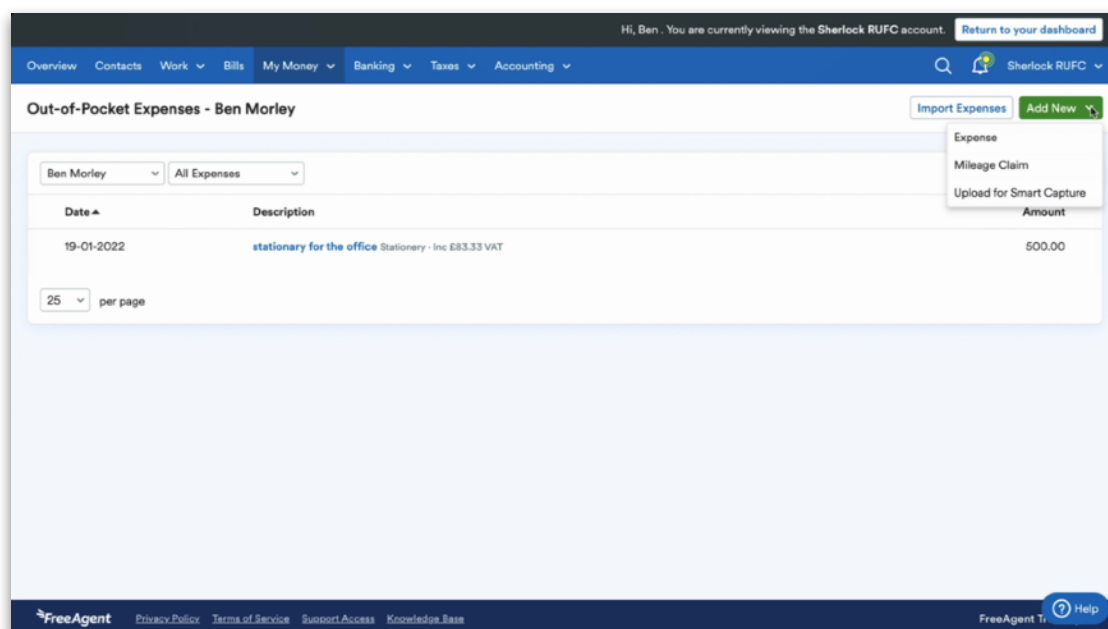 Hi, Ben . You are currently viewing the Sherlock RUFC account. Return to your dashboard
Overview Contacts Work Bills My Money Banking Taxes Accounting Sherlock RUFC
Out-of-Pocket Expenses - Ben Morley Import Expenses Add New
Expense
Ben Morley All Expenses Mileage Claim
Upload for Smart Capture
Date Description Amount
19-01-2022 stationary for the office Stationery - Inc £83.33 VAT 500.00
25 per page
FreeAgent Privacy Policy Terms of Service Support Access Knowledge Base FreeAgent Help